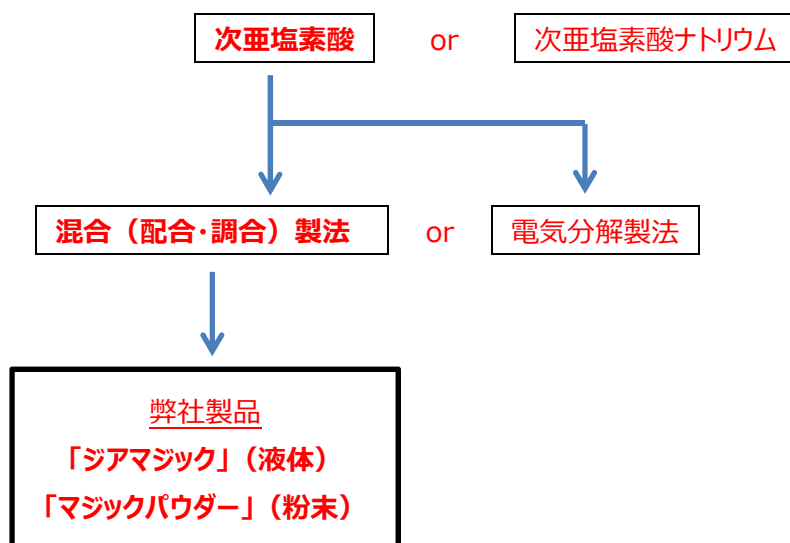 次亜塩素酸 or 次亜塩素酸ナトリウム
混合（配合・調合）製法 or 電気分解製法
弊社製品
「ジアマジック」（液体）
「マジックパウダー」（粉末）